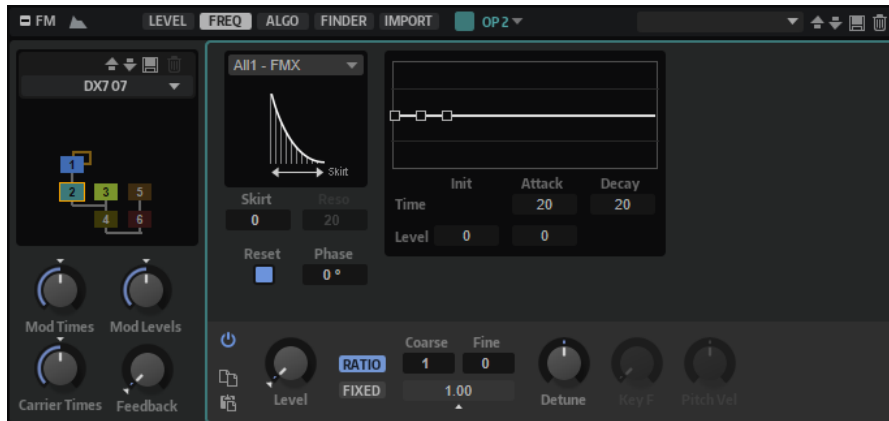 FM LEVEL FREQ ALGO FINDER IMPORT OP2
DX7 07
1
2 3 5
4 6
Mod Times Mod Levels
Carrier Times Feedback
All1 - FMX
Skirt
Skirt Reso
0 20
Reset Phase
0 °
Init Attack Decay
Time 20 20
Level 0 0
Level
RATIO
FIXED
Coarse Fine
1 0
1.00
Detune Key F Pitch Vel